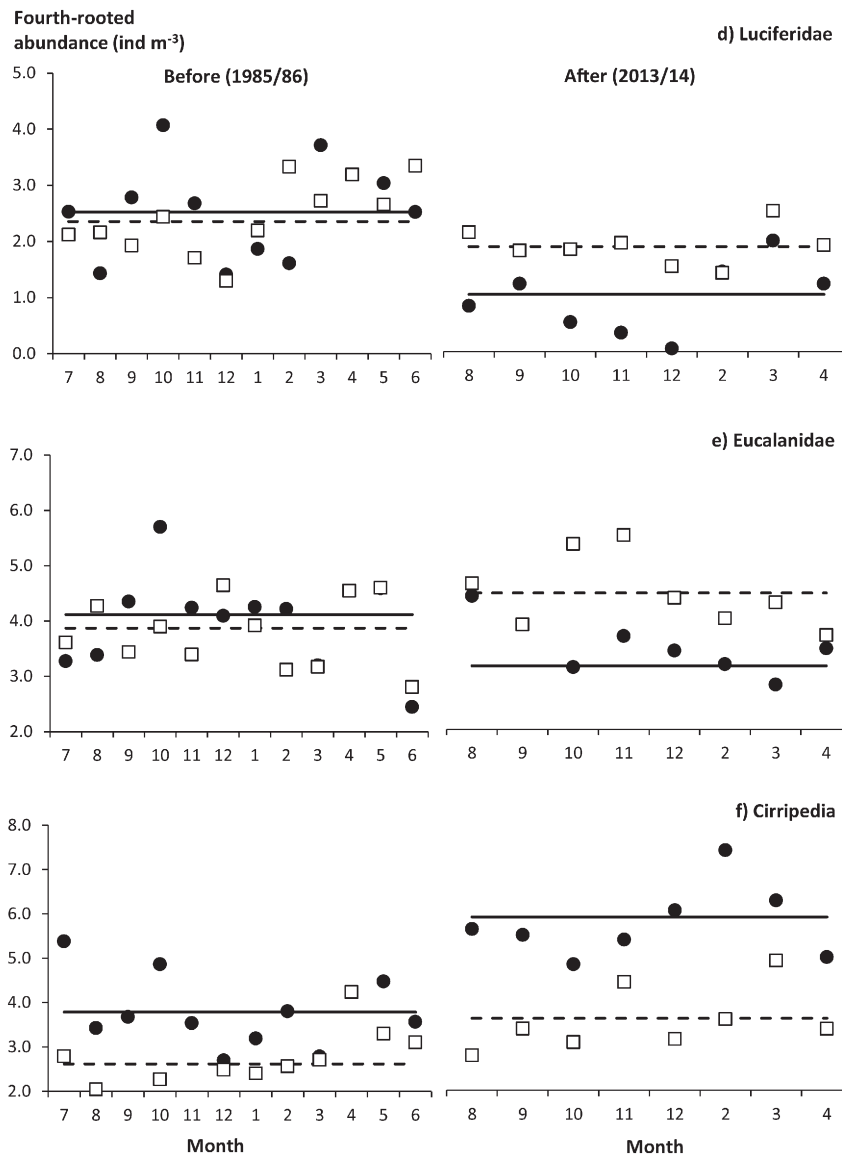 Fourth-rooted
abundance (ind m-3)
d) Luciferidae
Before (1985/86)
After (2013/14)
5.0
4.0
3.0
2.0
1.0
0.0
7 8 9 10 11 12 1 2 3 4 5 6
8 9 10 11 12 2 3 4
e) Eucalanidae
7.0
6.0
5.0
4.0
3.0
2.0
7 8 9 10 11 12 1 2 3 4 5 6
8 9 10 11 12 2 3 4
f) Cirripedia
8.0
7.0
6.0
5.0
4.0
3.0
2.0
7 8 9 10 11 12 1 2 3 4 5 6
8 9 10 11 12 2 3 4
Month
Month